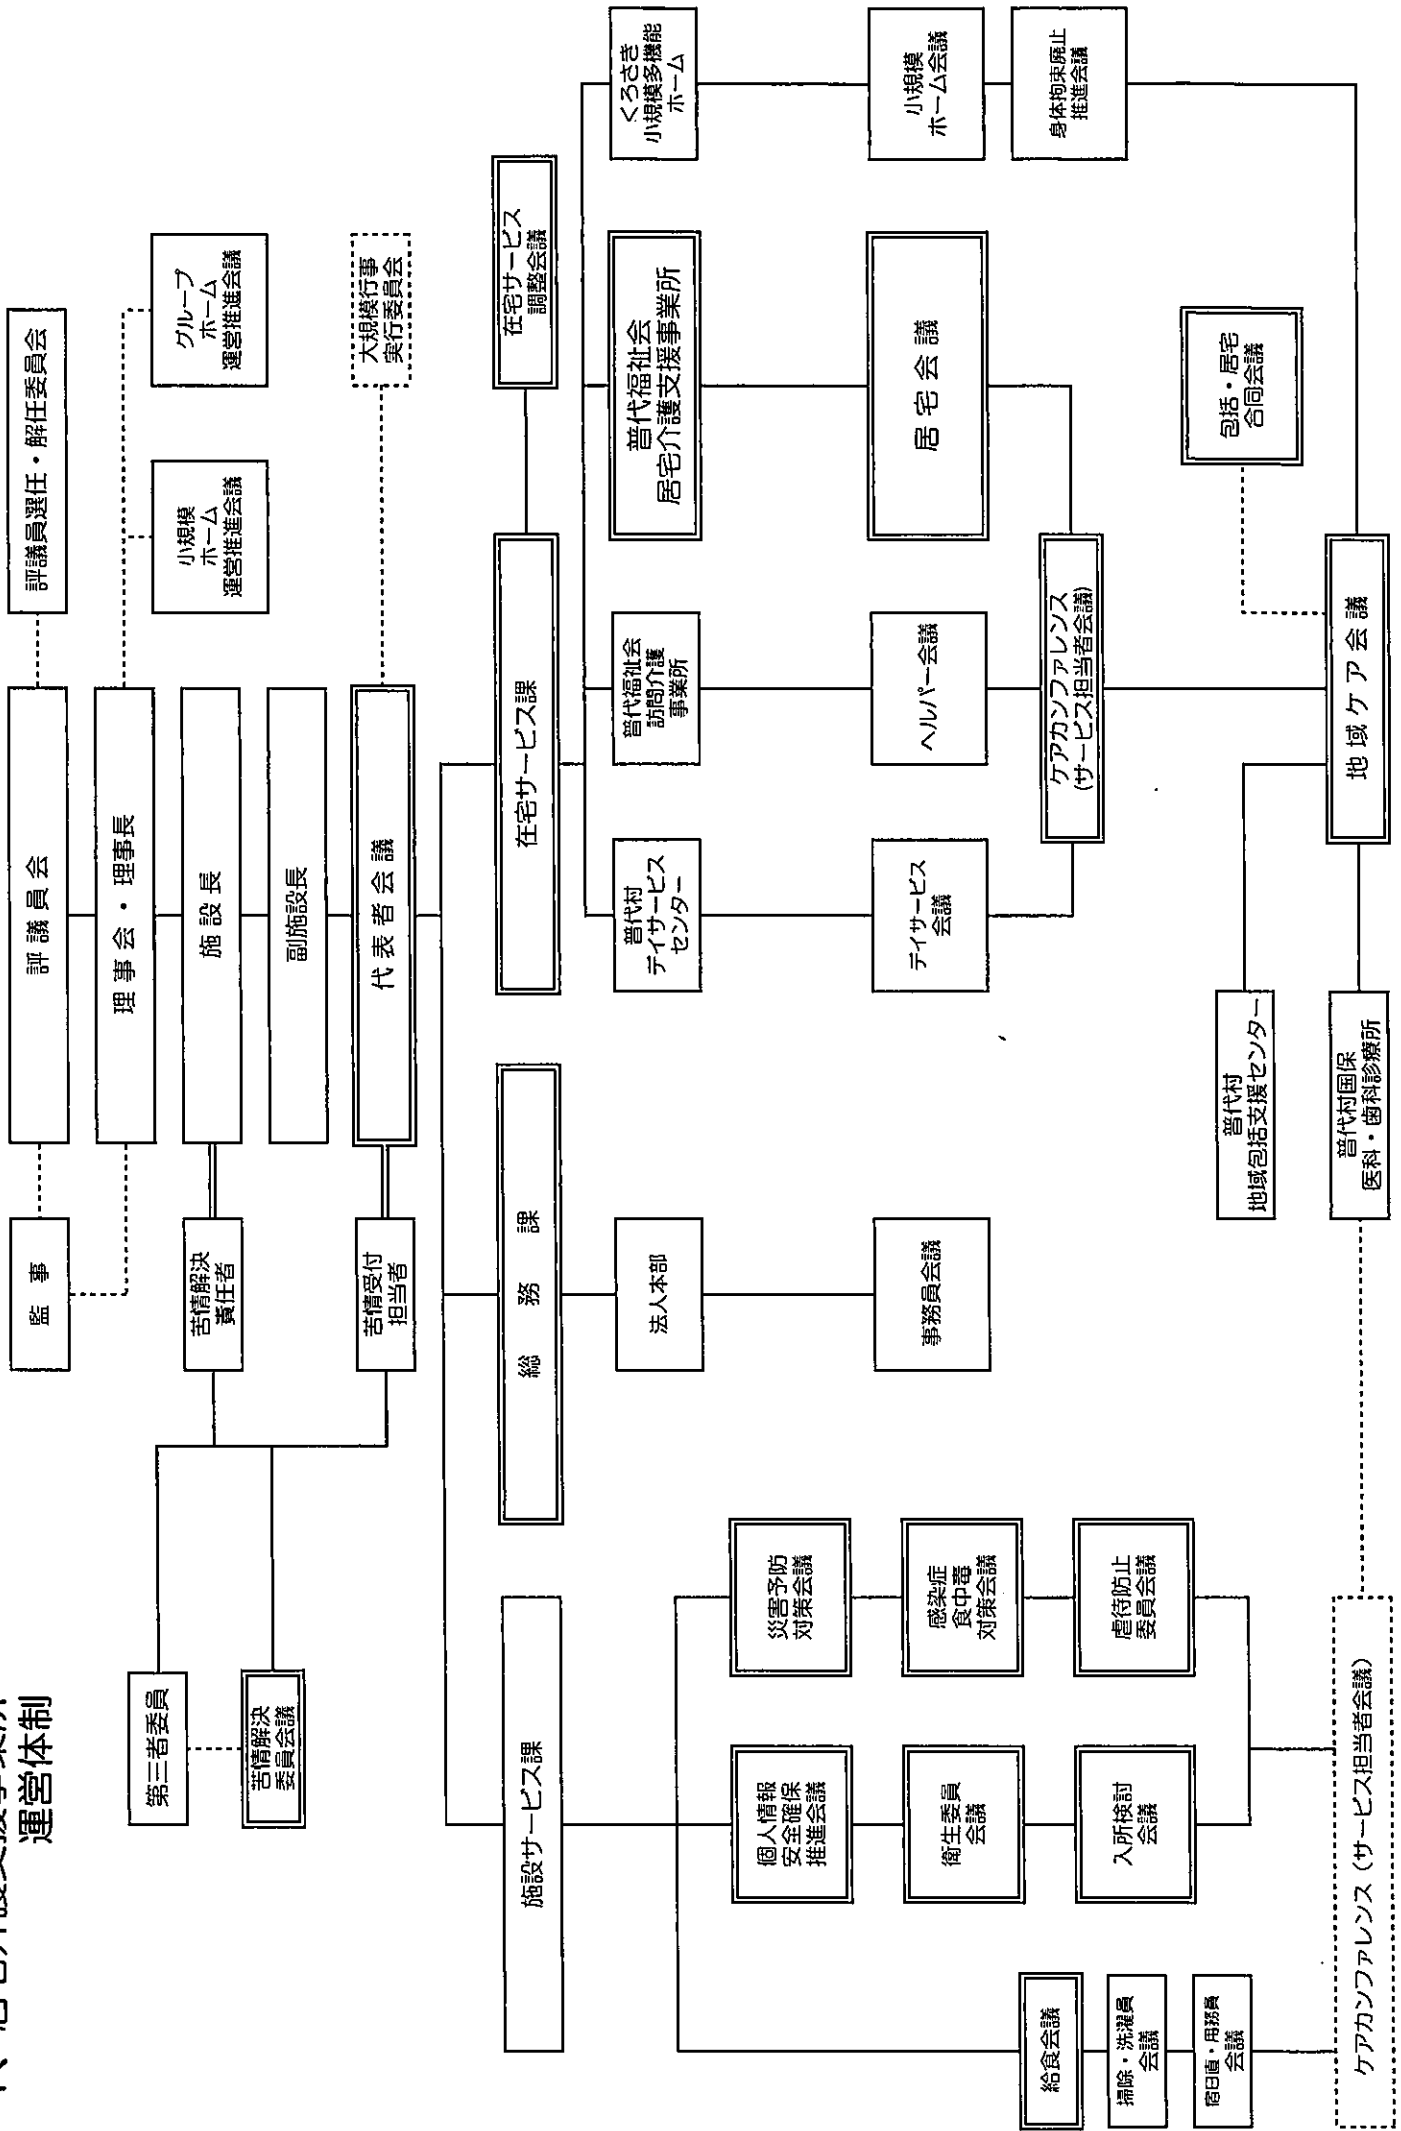 運営体制
監　事
評 議 員 会
評議員選任・解任委員会
理 事 会 ・ 理 事 長
小規模
ホーム
運営推進会議
グループ
ホーム
運営推進会議
第三者委員
苦情解決
責任者
施 設 長
苦情解決
委員会議
副施設長
苦情受付
担当者
代 表 者 会 議
大規模行事
実行委員会
施設サービス課
総　務　課
在宅サービス課
在宅サービス
調整会議
法人本部
普代村
デイサービス
センター
普代福祉会
訪問介護
事業所
普代福祉会
居宅介護支援事業所
くろさき
小規模多機能
ホーム
個人情報
安全確保
推進会議
災害予防
対策会議
衛生委員
会議
感染症
食中毒
対策会議
事務員会議
デイサービス
会議
ヘルパー会議
居 宅 会 議
小規模
ホーム会議
身体拘束廃止
推進会議
給食会議
入所検討
会議
虐待防止
委員会議
ケアカンファレンス
(サービス担当者会議)
掃除・洗濯員
会議
宿日直・用務員
会議
普代村
地域包括支援センター
包括・居宅
合同会議
ケアカンファレンス（サービス担当者会議）
普代村国保
医科・歯科診療所
地 域 ケ ア 会 議